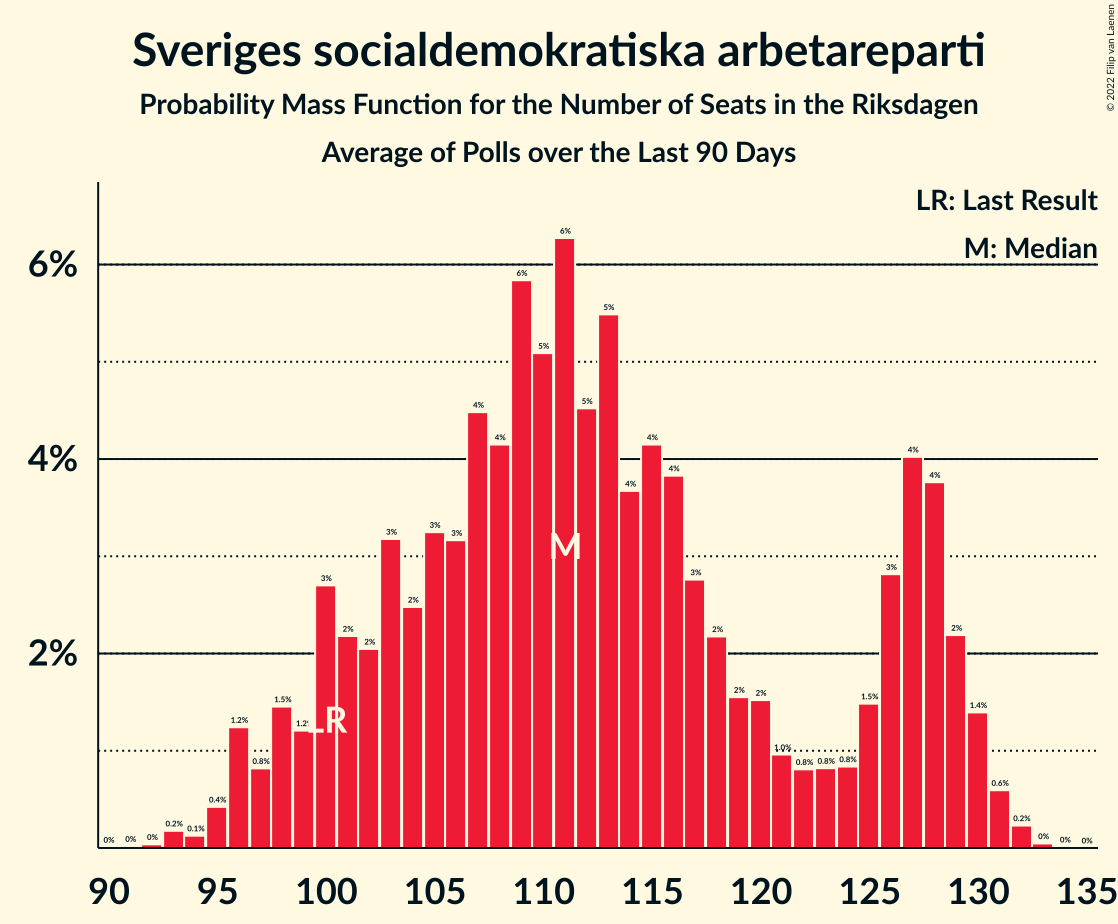 Sveriges socialdemokratiska arbetareparti
Probability Mass Function for the Number of Seats in the Riksdagen
Average of Polls over the Last 90 Days
© 2022 Filip van Laenen
LR: Last Result
M: Median
6%
4%
2%
0% 0% 0% 0.2% 0.1% 0.4% 1.2% 0.8% 1.5% 1.2% 3% 2% 2% 3% 2% 3% 3% 4% 4% 6% 5% 6% 5% 5% 4% 4% 4% 3% 2% 2% 2% 1.0% 0.8% 0.8% 0.8% 1.5% 3% 4% 4% 2% 1.4% 0.6% 0.2% 0% 0% 0%
M
LR
90 95 100 105 110 115 120 125 130 135